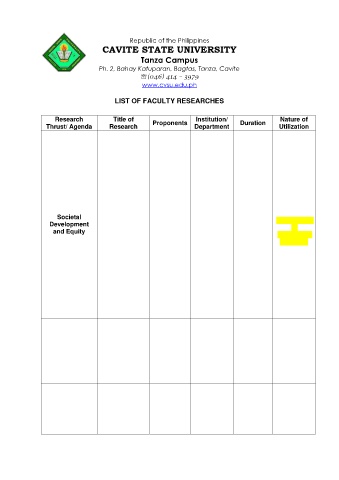 Republic of the Philippines
CAVITE STATE UNIVERSITY
Tanza Campus
Ph. 2, Bahay Katuparan, Bagtas, Tanza, Cavite
☏(046) 414 – 3979
www.cvsu.edu.ph
LIST OF FACULTY RESEARCHES
Research Thrust/ Agenda
Title of Research
Proponents
Institution/ Department
Duration
Nature of Utilization
Societal
Development
and Equity